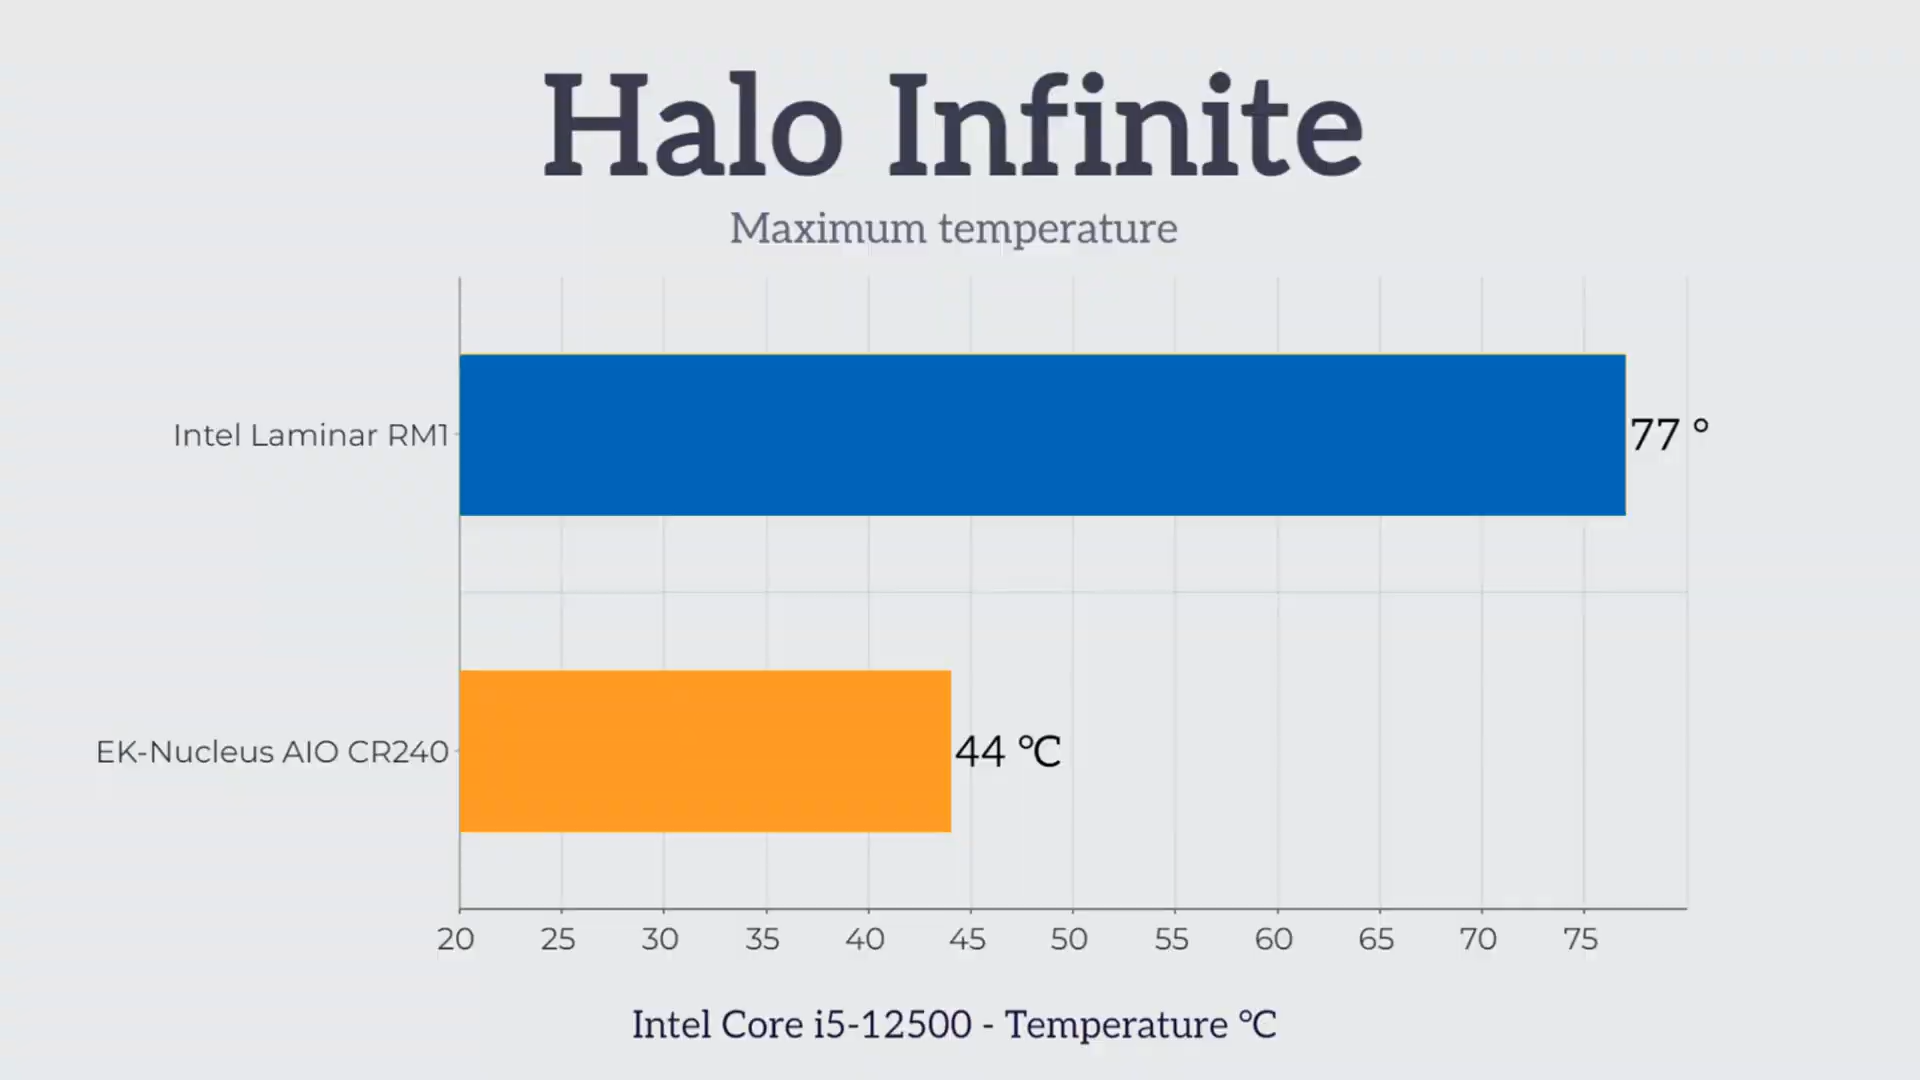 Halo Infinite
Maximum temperature
Intel Laminar RM1
77 °
EK-Nucleus AIO CR240
44 °C
20 25 30 35 40 45 50 55 60 65 70 75
Intel Core i5-12500 - Temperature °C